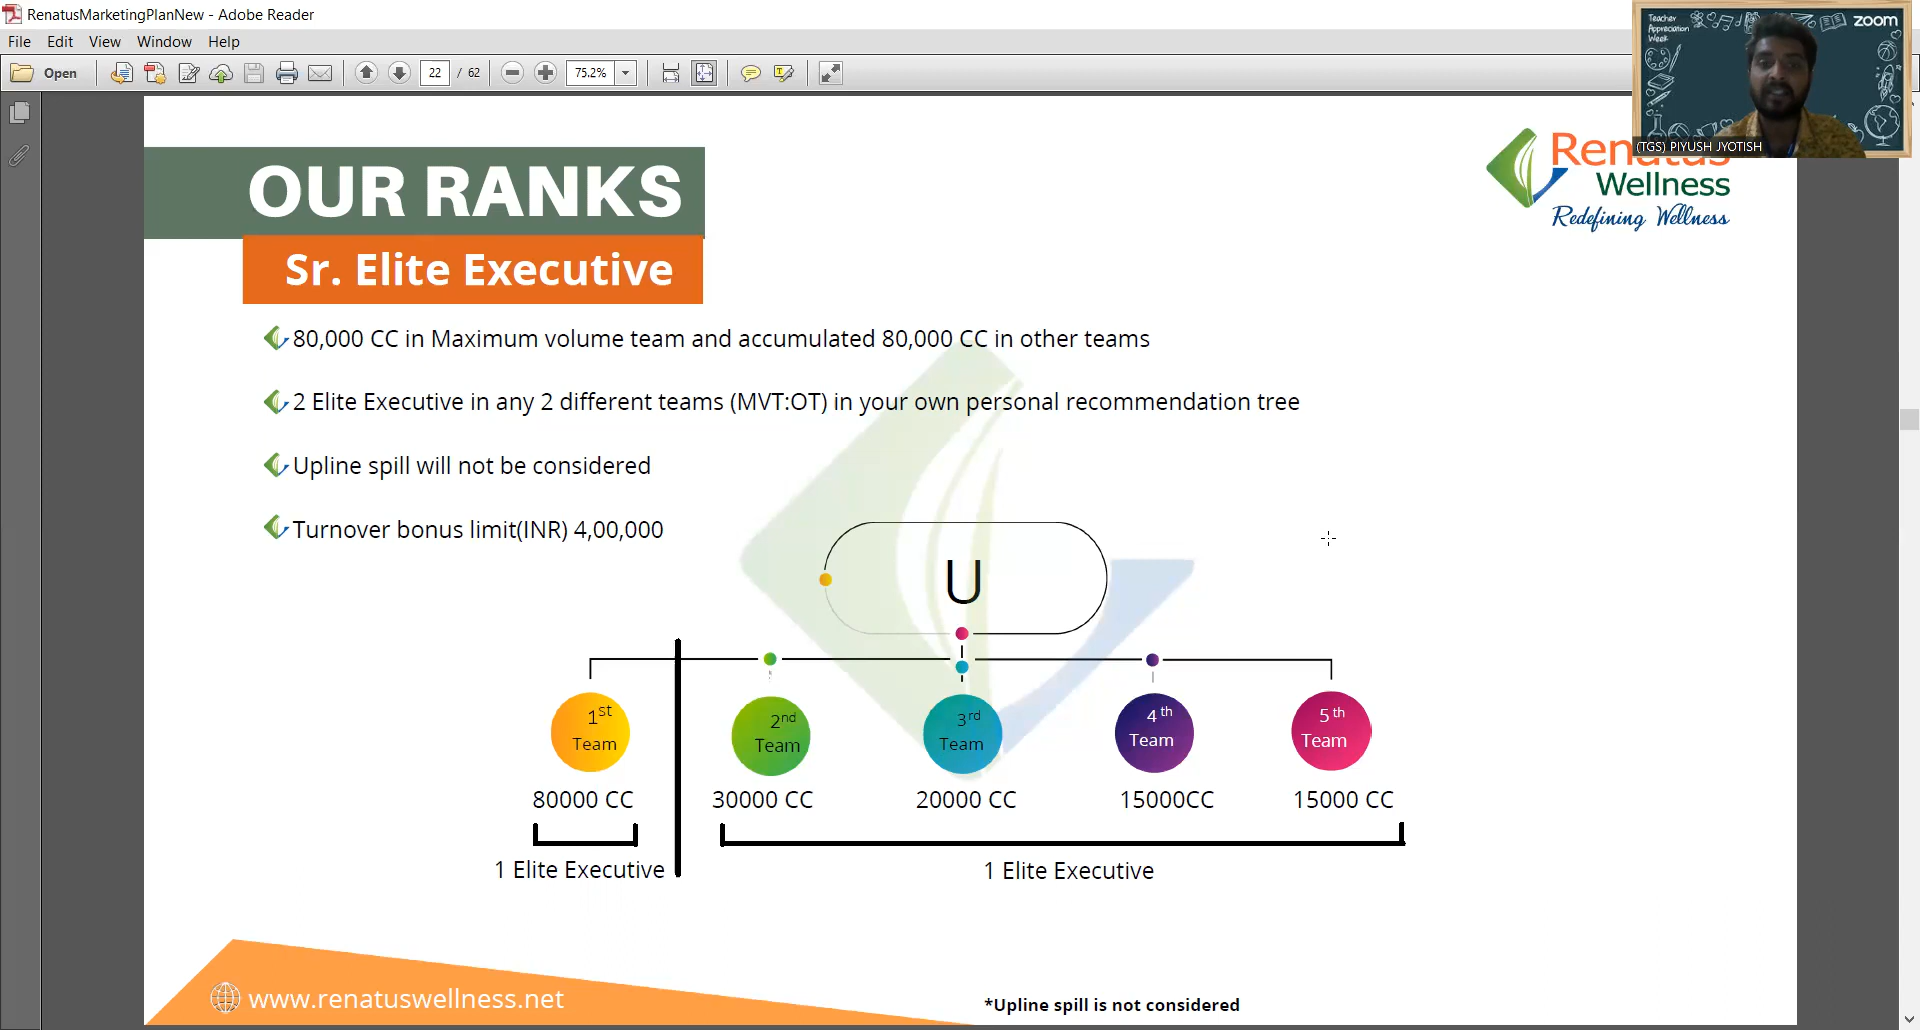 RenatusMarketingPlanNew - Adobe Reader
File Edit View Window Help
Open 22 / 62 75.2%
Teacher
Appreciation
Week
zoom
(TGS) PIYUSH JYOTISH
Renatus
Wellness
Redefining Wellness
OUR RANKS
Sr. Elite Executive
80,000 CC in Maximum volume team and accumulated 80,000 CC in other teams
2 Elite Executive in any 2 different teams (MVT:OT) in your own personal recommendation tree
Upline spill will not be considered
Turnover bonus limit(INR) 4,00,000
U
1st Team
2nd Team
3rd Team
4th Team
5th Team
80000 CC 30000 CC 20000 CC 15000CC 15000 CC
1 Elite Executive 1 Elite Executive
www.renatuswellness.net
*Upline spill is not considered